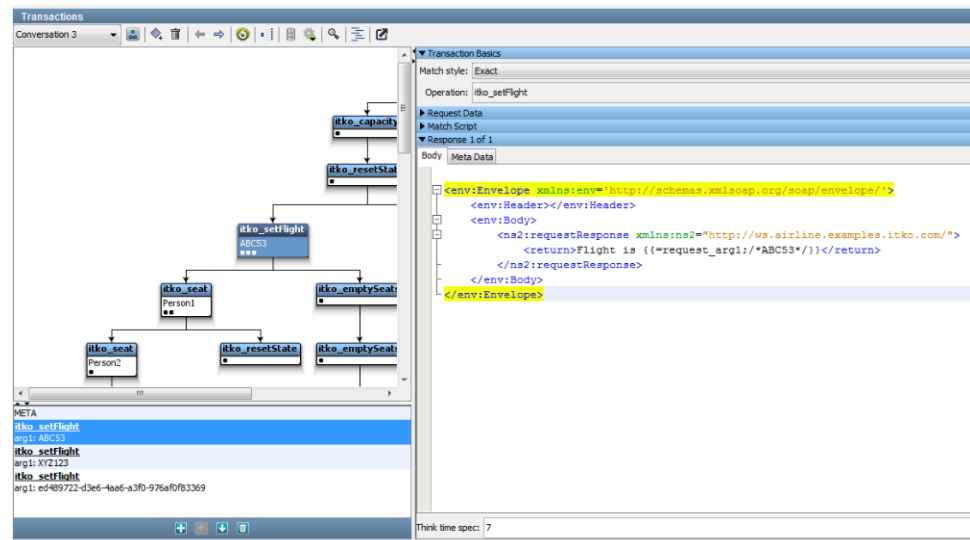 Transactions
Conversation 3
itko_capacity
itko_resetStat
itko_setFlight
ABC53
itko_seat
Person1
itko_emptySeats
itko_seat
Person2
itko_resetState
itko_emptySeats
META
itko_setFlight
arg1: ABC53
itko_setFlight
arg1: XYZ123
itko_setFlight
arg1: ed489722-d3e6-4aa6-a3f0-976af0f83369
Transaction Basics
Match style: Exact
Operation: itko_setFlight
Request Data
Match Script
Response 1 of 1
Body Meta Data
<env:Envelope xmlns:env='http://schemas.xmlsoap.org/soap/envelope/'>
<env:Header></env:Header>
<env:Body>
<ns2:requestResponse xmlns:ns2="http://ws.airline.examples.itko.com/">
<return>Flight is {{=request_arg1;/*ABC53*/}}</return>
</ns2:requestResponse>
</env:Body>
</env:Envelope>
Think time spec: 7